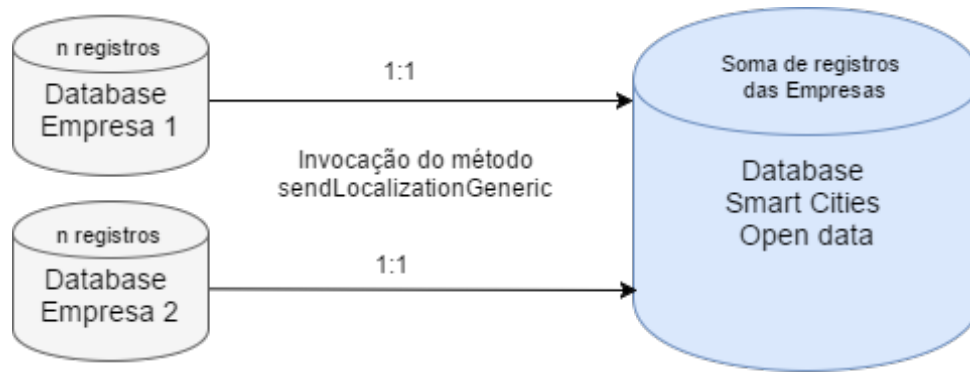 n registros
Database
Empresa 1
1:1
Invocação do método
sendLocalizationGeneric
n registros
Database
Empresa 2
1:1
Soma de registros
das Empresas
Database
Smart Cities
Open data